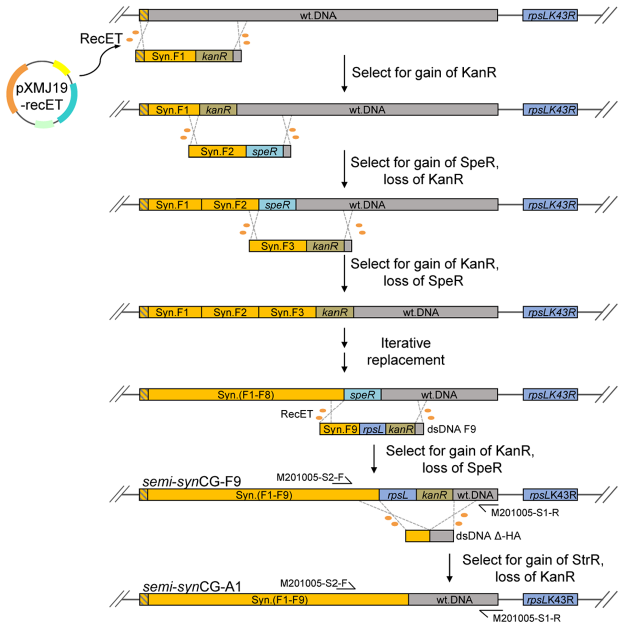 wt.DNA rpsLK43R
RecET
Syn.F1 kanR
pXMJ19
-recET
Select for gain of KanR
Syn.F1 kanR wt.DNA rpsLK43R
Syn.F2 speR
Select for gain of SpeR,
loss of KanR
Syn.F1 Syn.F2 speR wt.DNA rpsLK43R
Syn.F3 kanR
Select for gain of KanR,
loss of SpeR
Syn.F1 Syn.F2 Syn.F3 kanR wt.DNA rpsLK43R
Iterative
replacement
Syn.(F1-F8) speR wt.DNA rpsLK43R
RecET
Syn.F9 rpsL kanR dsDNA F9
Select for gain of KanR,
loss of SpeR
semi-synCG-F9 M201005-S2-F
Syn.(F1-F9) rpsL kanR wt.DNA rpsLK43R
M201005-S1-R
dsDNA Δ-HA
Select for gain of StrR,
loss of KanR
semi-synCG-A1 M201005-S2-F
Syn.(F1-F9) wt.DNA rpsLK43R
M201005-S1-R